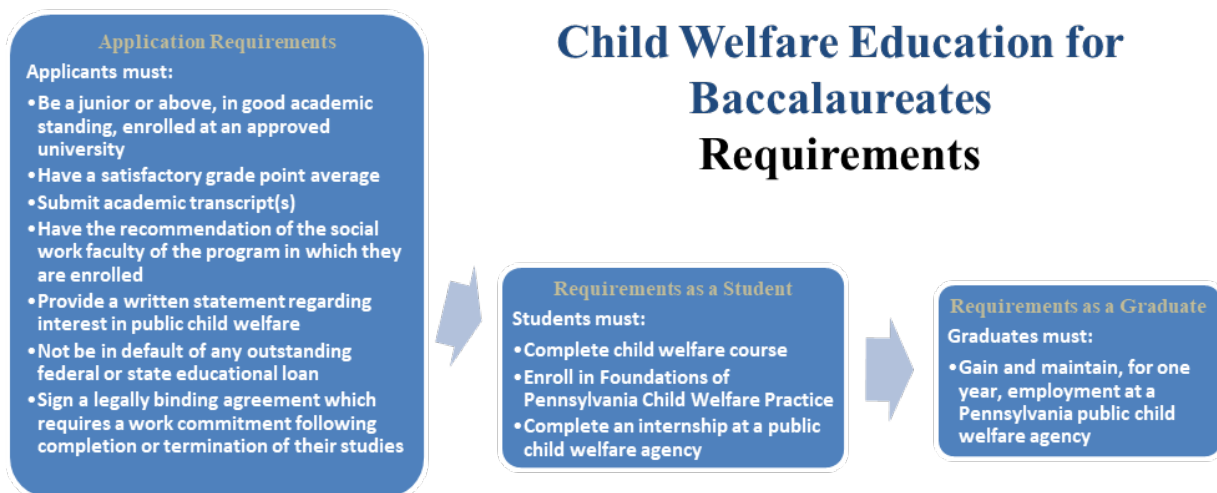 Child Welfare Education for
Baccalaureates
Requirements
Application Requirements
Applicants must:
•Be a junior or above, in good academic
standing, enrolled at an approved
university
•Have a satisfactory grade point average
•Submit academic transcript(s)
•Have the recommendation of the social
work faculty of the program in which they
are enrolled
•Provide a written statement regarding
interest in public child welfare
•Not be in default of any outstanding
federal or state educational loan
•Sign a legally binding agreement which
requires a work commitment following
completion or termination of their studies
Requirements as a Student
Students must:
•Complete child welfare course
•Enroll in Foundations of
Pennsylvania Child Welfare Practice
•Complete an internship at a public
child welfare agency
Requirements as a Graduate
Graduates must:
•Gain and maintain, for one
year, employment at a
Pennsylvania public child
welfare agency